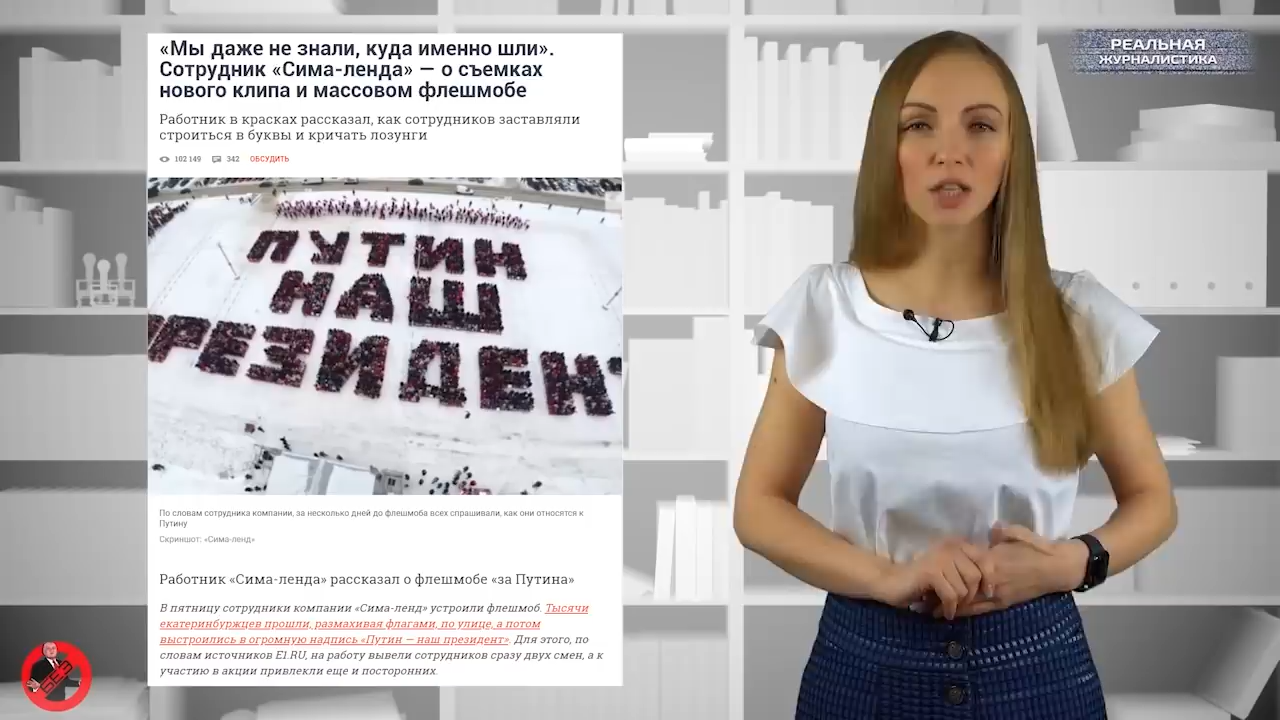 «Мы даже не знали, куда именно шли».
Сотрудник «Сима-ленда» — о съемках
нового клипа и массовом флешмобе
Работник в красках рассказал, как сотрудников заставляли
строиться в буквы и кричать лозунги
102 149 342 ОБСУДИТЬ
ПУТИН
НАШ
РЕЗИДЕН
По словам сотрудника компании, за несколько дней до флешмоба всех спрашивали, как они относятся к
Путину
Скриншот: «Сима-ленд»
Работник «Сима-ленда» рассказал о флешмобе «за Путина»
В пятницу сотрудники компании «Сима-ленд» устроили флешмоб. Тысячи
екатеринбуржцев прошли, размахивая флагами, по улице, а потом
выстроились в огромную надпись «Путин — наш президент». Для этого, по
словам источников E1.RU, на работу вывели сотрудников сразу двух смен, а к
участию в акции привлекли еще и посторонних.
РЕАЛЬНАЯ
ЖУРНАЛИСТИКА
БЕЗ